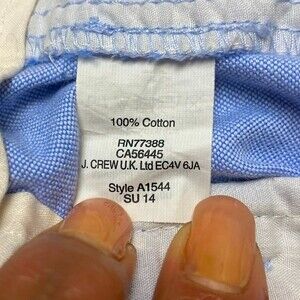 100% Cotton
RN77388
CA56445
J. CREW U.K. Ltd EC4V 6JA
Style A1544
SU 14